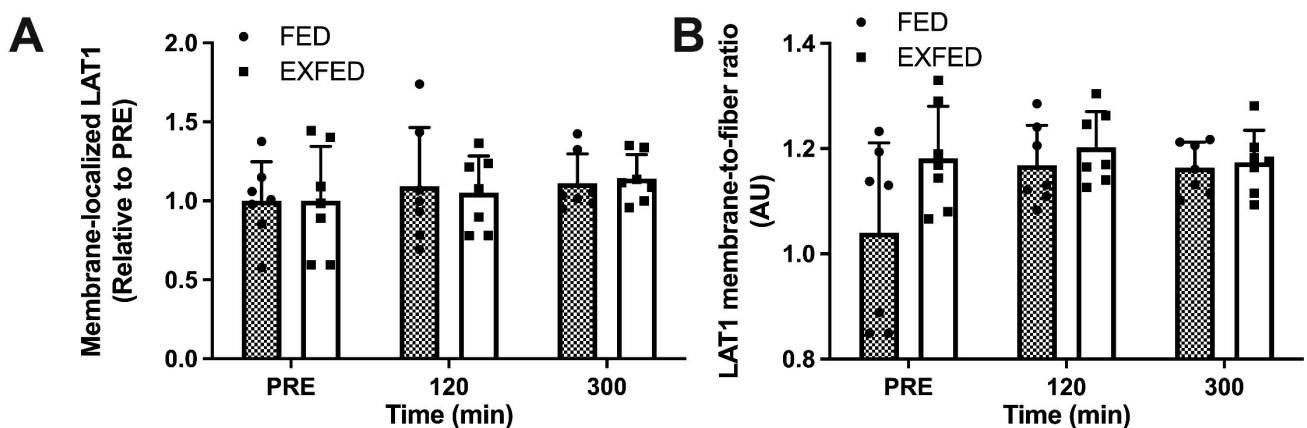 A
Membrane-localized LAT1
(Relative to PRE)
2.0
1.5
1.0
0.5
0.0
FED
EXFED
PRE
120
300
Time (min)
B
LAT1 membrane-to-fiber ratio
(AU)
1.4
1.2
1.0
0.8
FED
EXFED
PRE
120
300
Time (min)